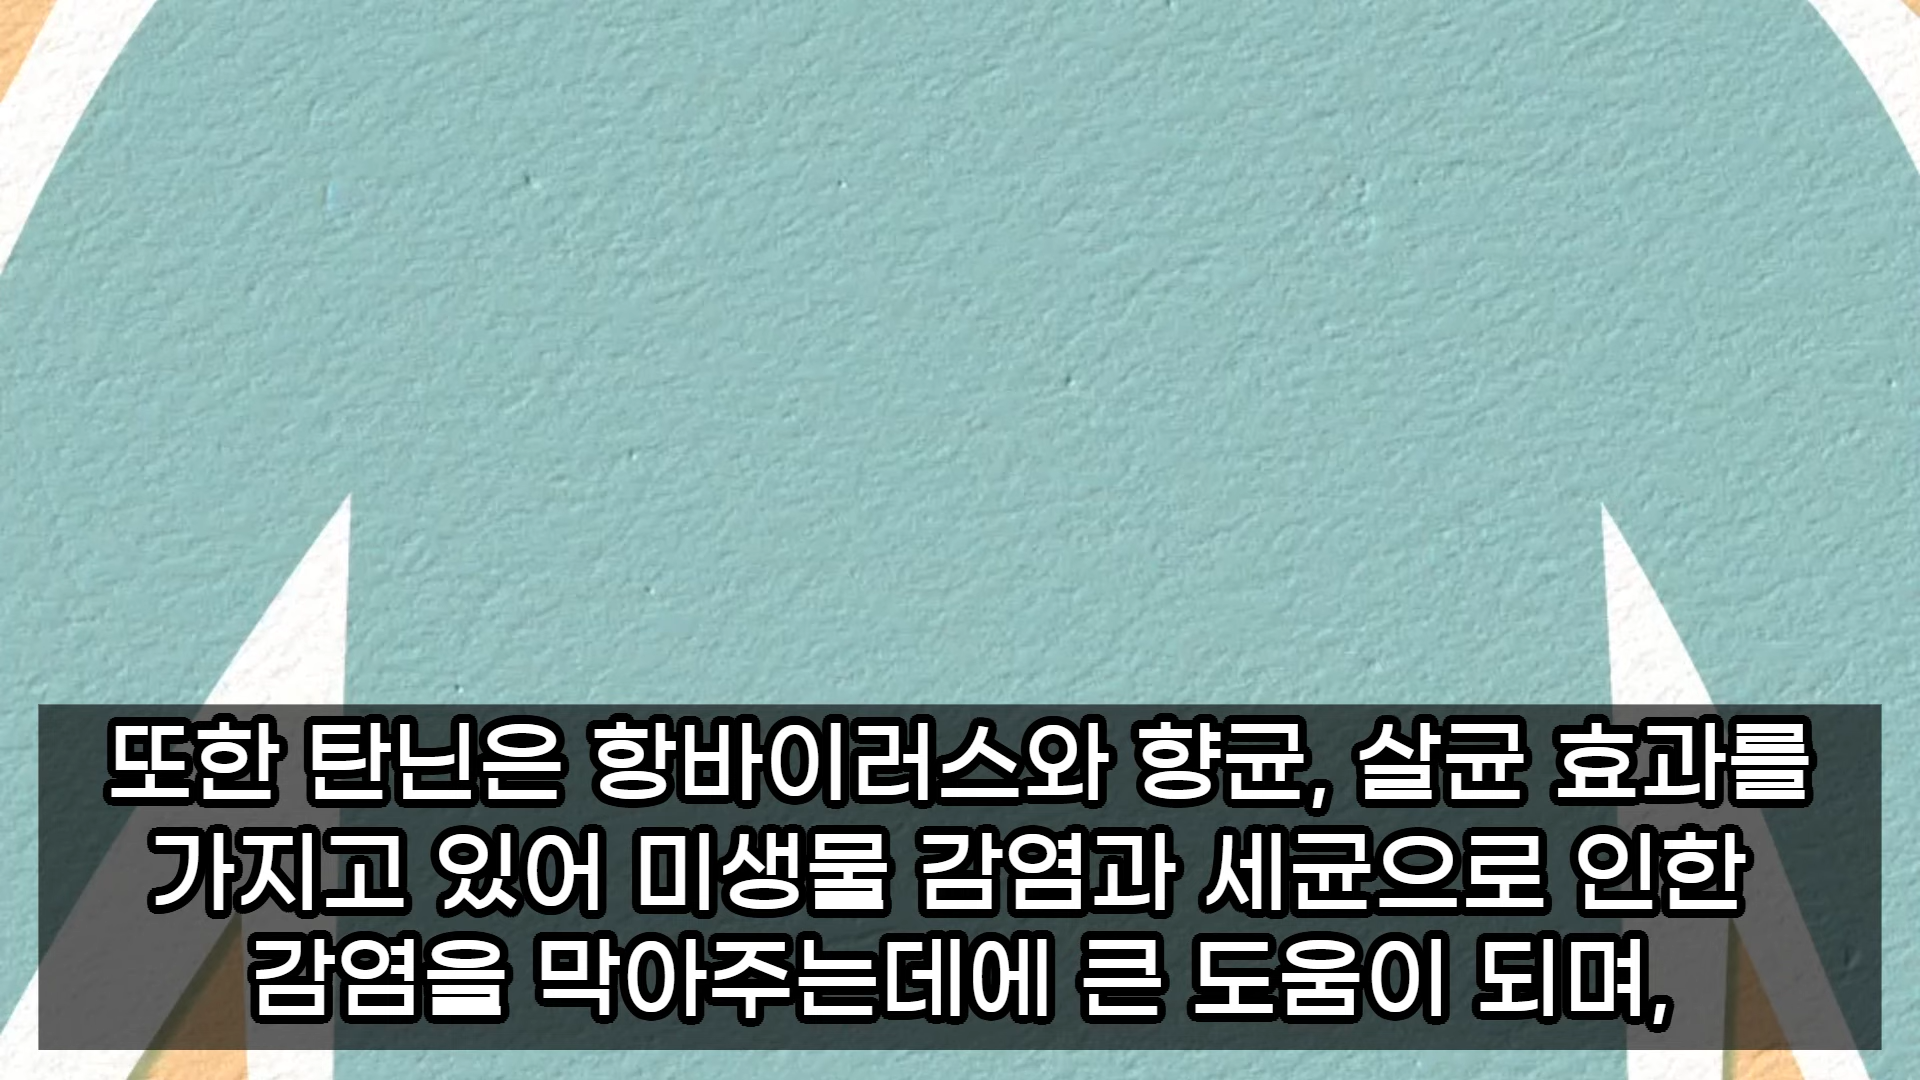 또한 탄닌은 항바이러스와 향균, 살균 효과를
가지고 있어 미생물 감염과 세균으로 인한
감염을 막아주는데에 큰 도움이 되며,